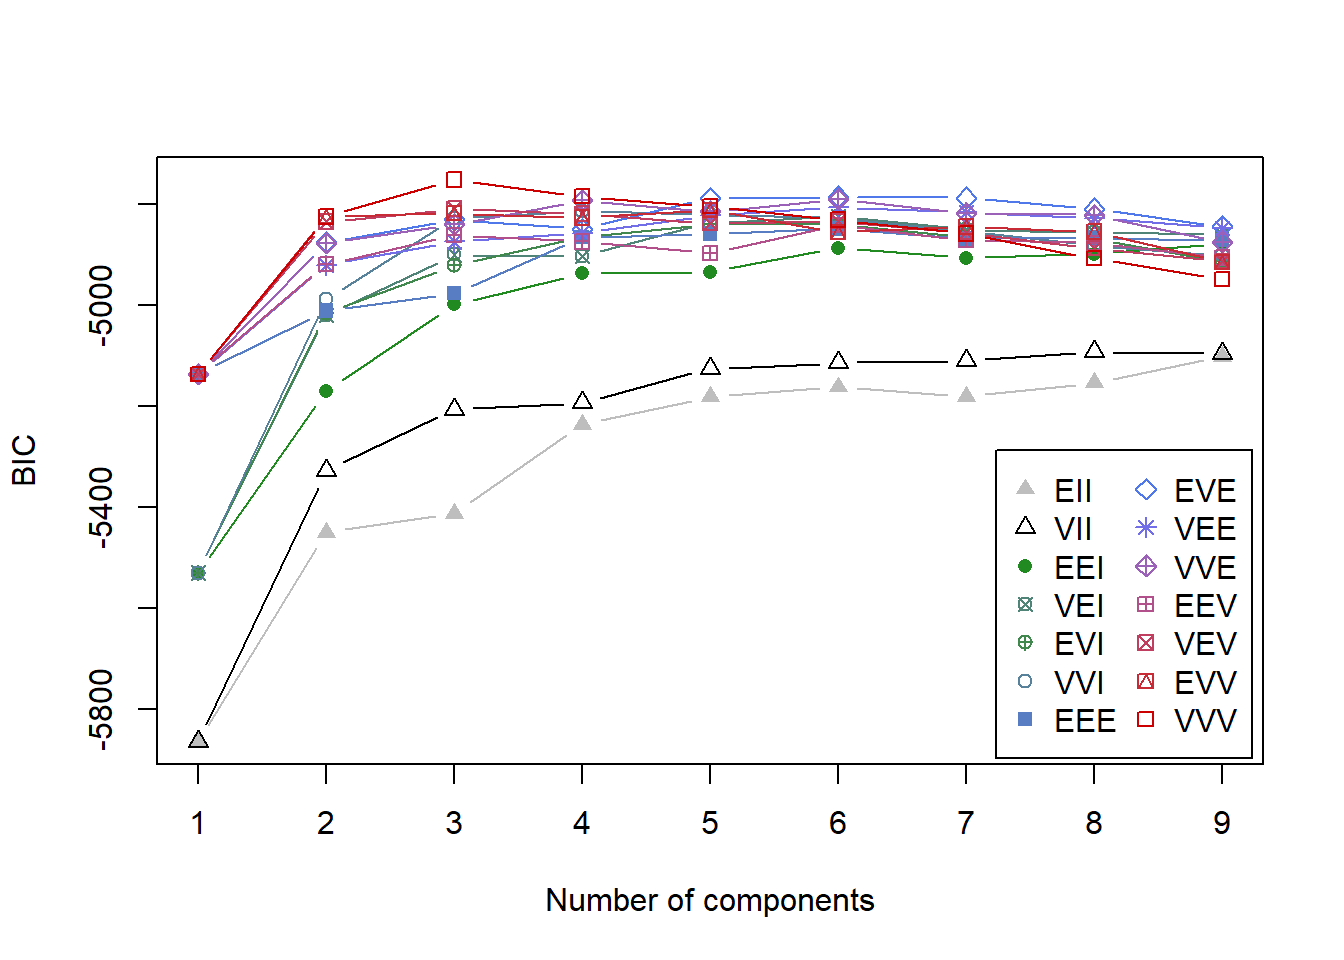 BIC
-5000
-5400
-5800
EII EVE
VII VEE
EEI VVE
VEI EEV
EVI VEV
VVI EVV
EEE VVV
1 2 3 4 5 6 7 8 9
Number of components